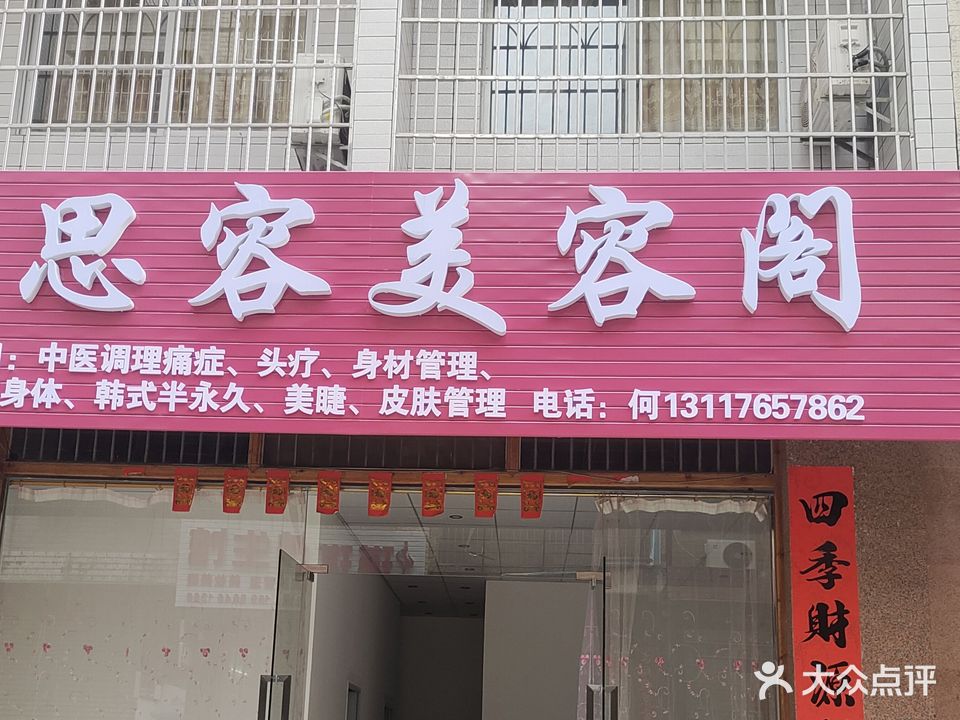 思容美容阁
：中医调理痛症、头疗、身材管理、
身体、韩式半永久、美睫、皮肤管理 电话：何13117657862
四季財源
大众点评